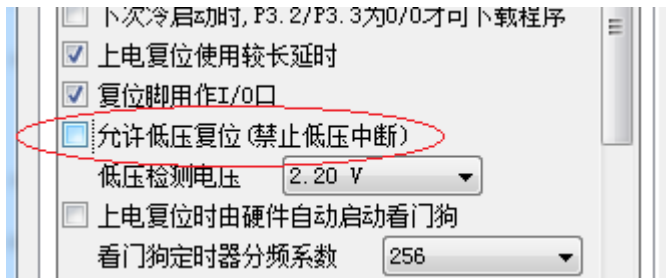 下次冷启动时,P3.2/P3.3为0/0才可下载程序
上电复位使用较长延时
复位脚用作I/O口
允许低压复位(禁止低压中断)
低压检测电压 2.20 V
上电复位时由硬件自动启动看门狗
看门狗定时器分频系数 256